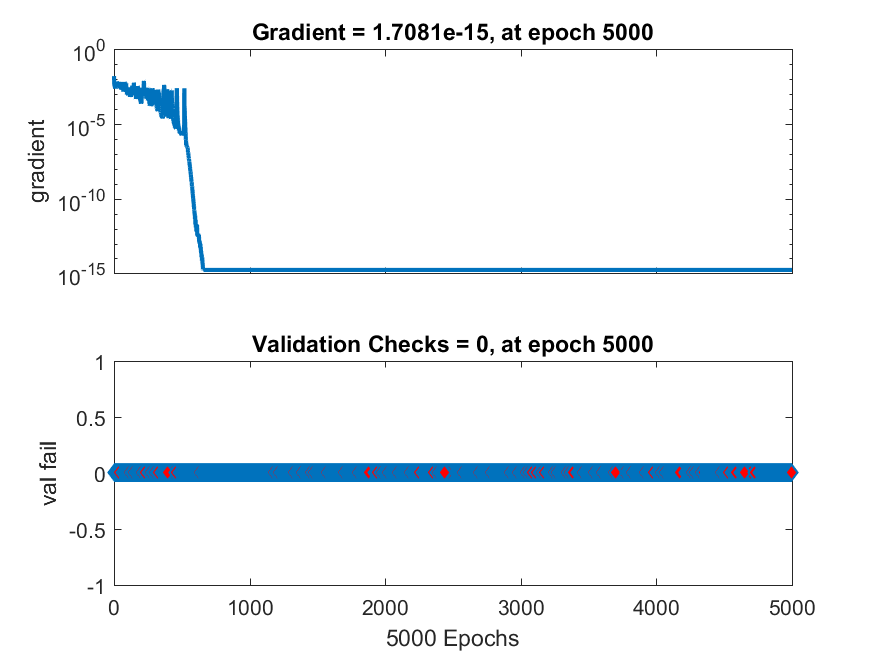 Gradient = 1.7081e-15, at epoch 5000
10^0
10^-5
10^-10
10^-15
gradient
Validation Checks = 0, at epoch 5000
1
0.5
0
-0.5
-1
val fail
0 1000 2000 3000 4000 5000
5000 Epochs